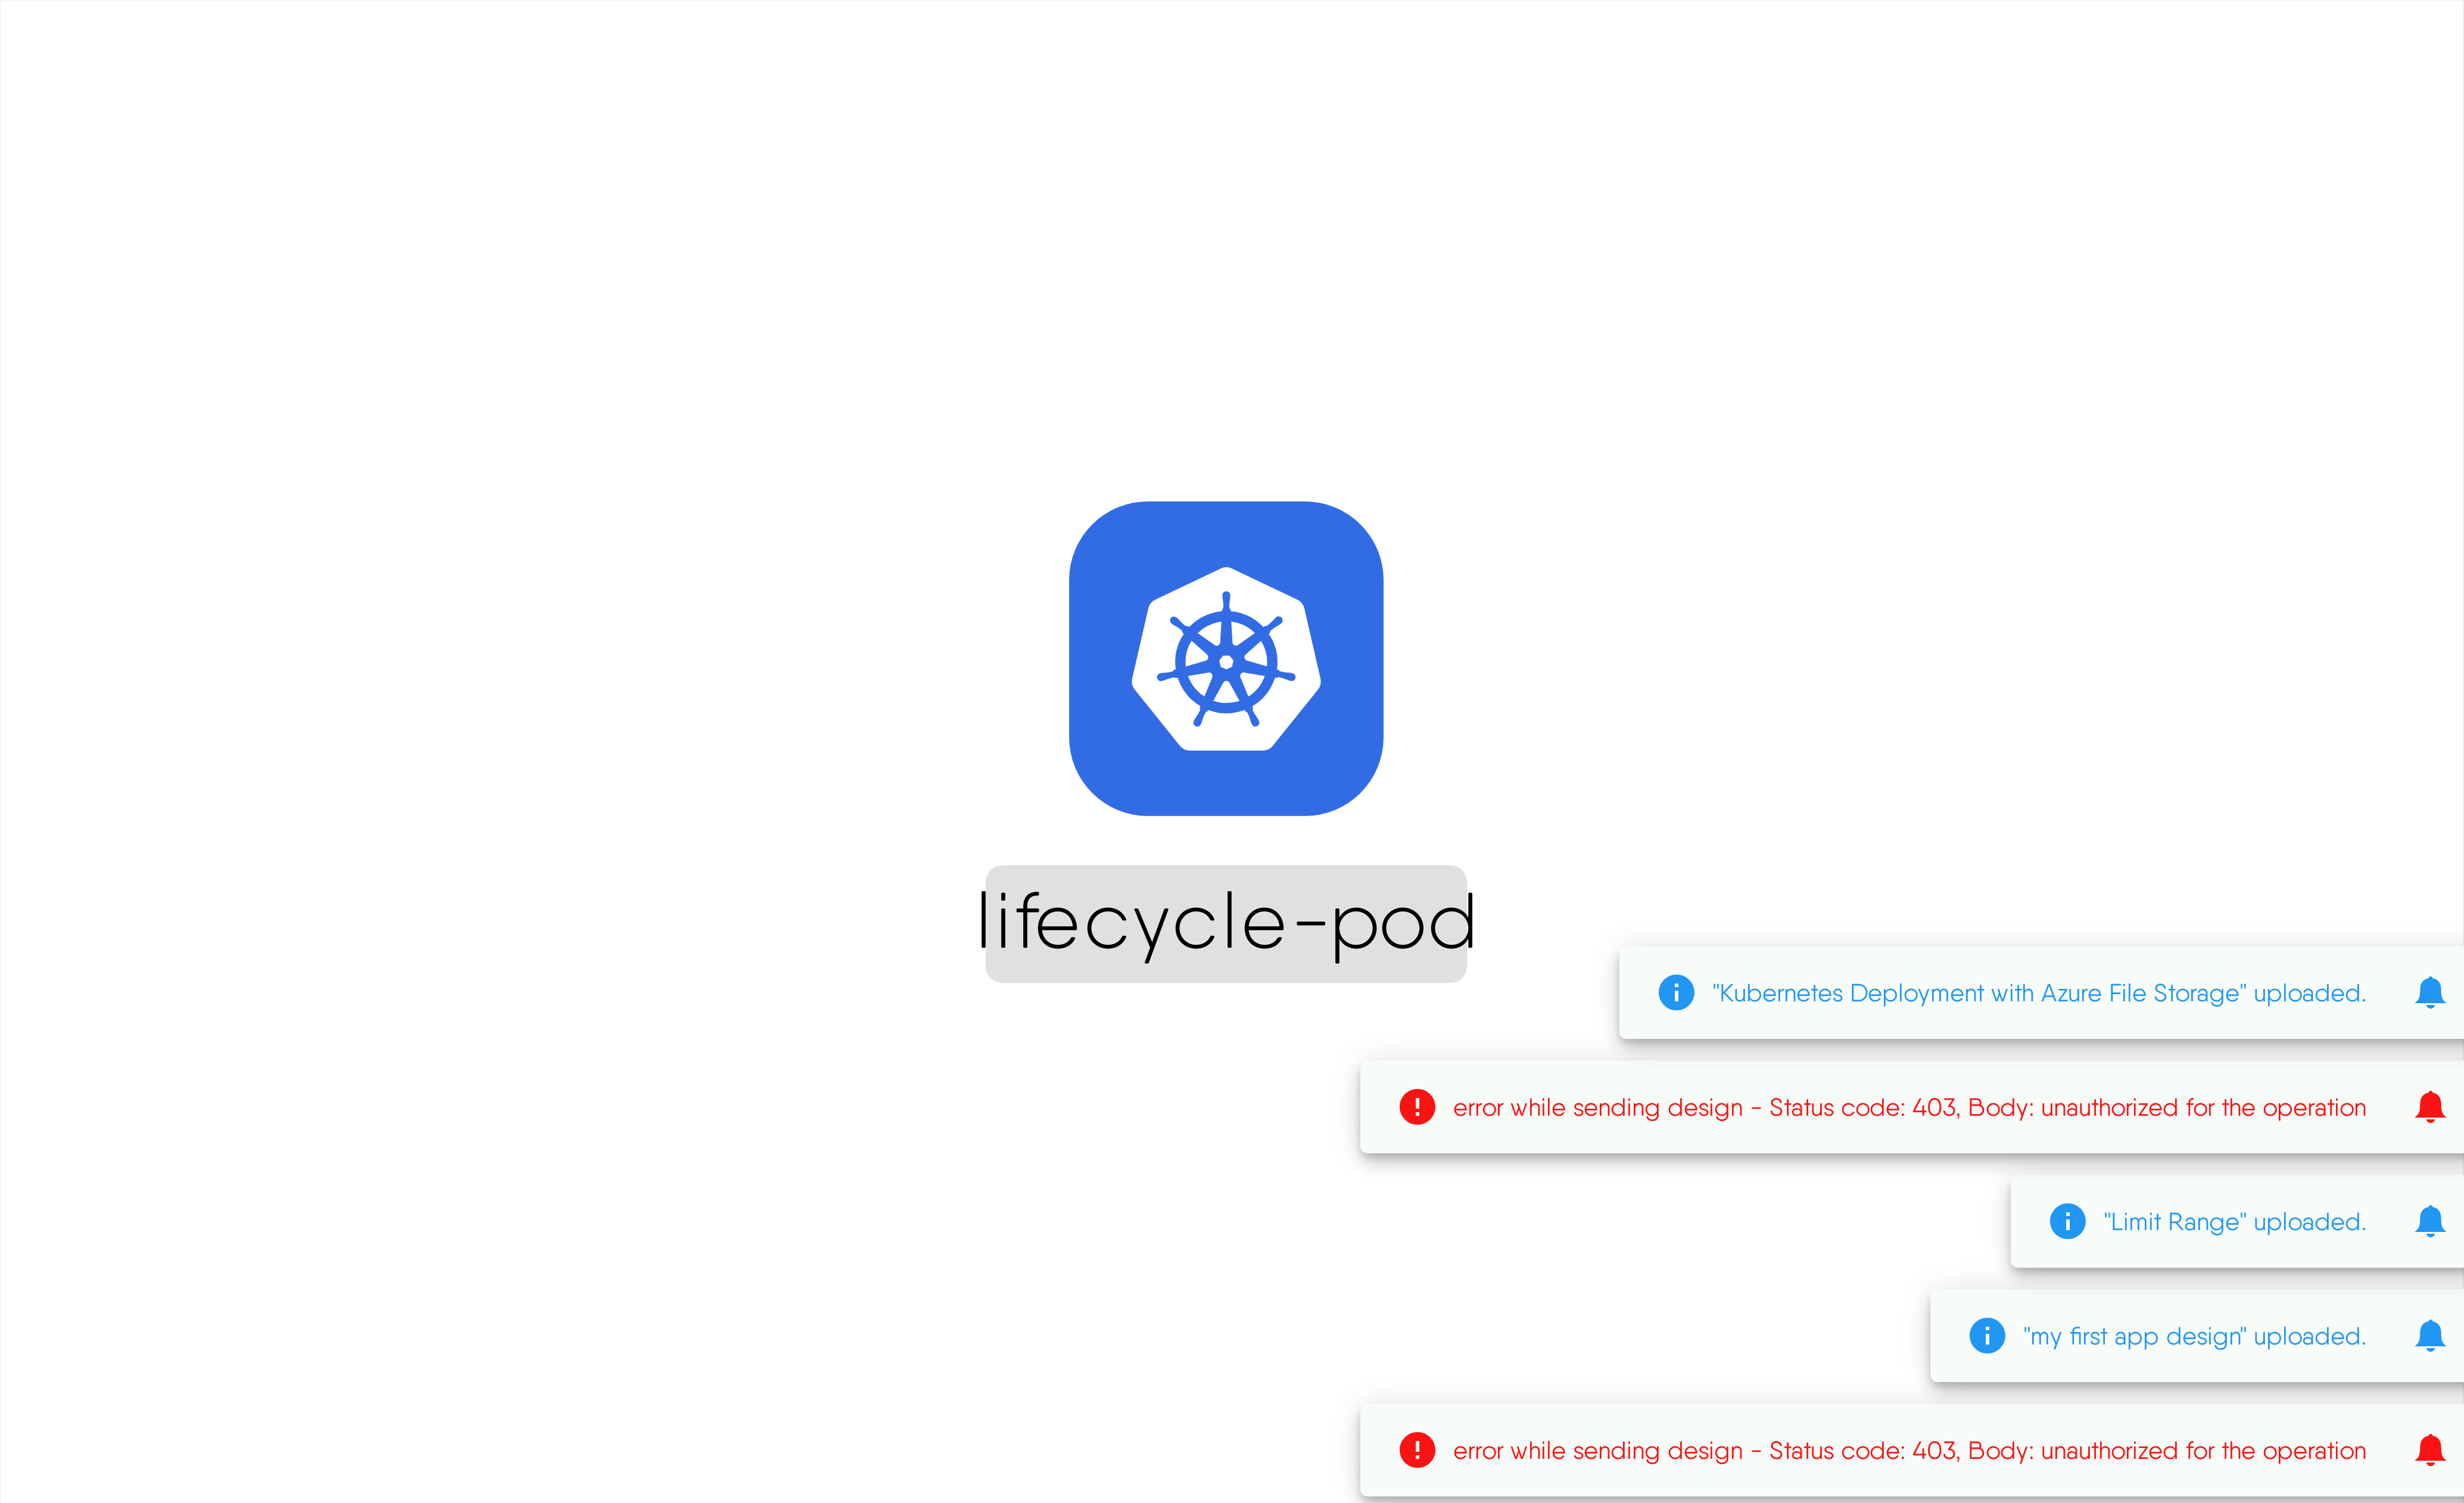 lifecycle-pod
"Kubernetes Deployment with Azure File Storage" uploaded.
error while sending design - Status code: 403, Body: unauthorized for the operation
"Limit Range" uploaded.
"my first app design" uploaded.
error while sending design - Status code: 403, Body: unauthorized for the operation